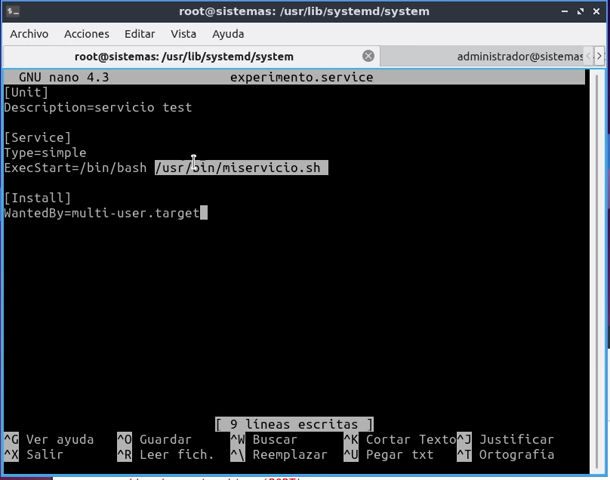 root@sistemas: /usr/lib/systemd/system
Archivo Acciones Editar Vista Ayuda
root@sistemas: /usr/lib/systemd/system administrador@sistemas
GNU nano 4.3 experimento.service
[Unit]
Description=servicio test
[Service]
Type=simple
ExecStart=/bin/bash /usr/bin/miservicio.sh
[Install]
WantedBy=multi-user.target
[ 9 líneas escritas ]
^G Ver ayuda ^O Guardar ^W Buscar ^K Cortar Texto ^J Justificar
^X Salir ^R Leer fich. ^\ Reemplazar ^U Pegar txt ^T Ortografía